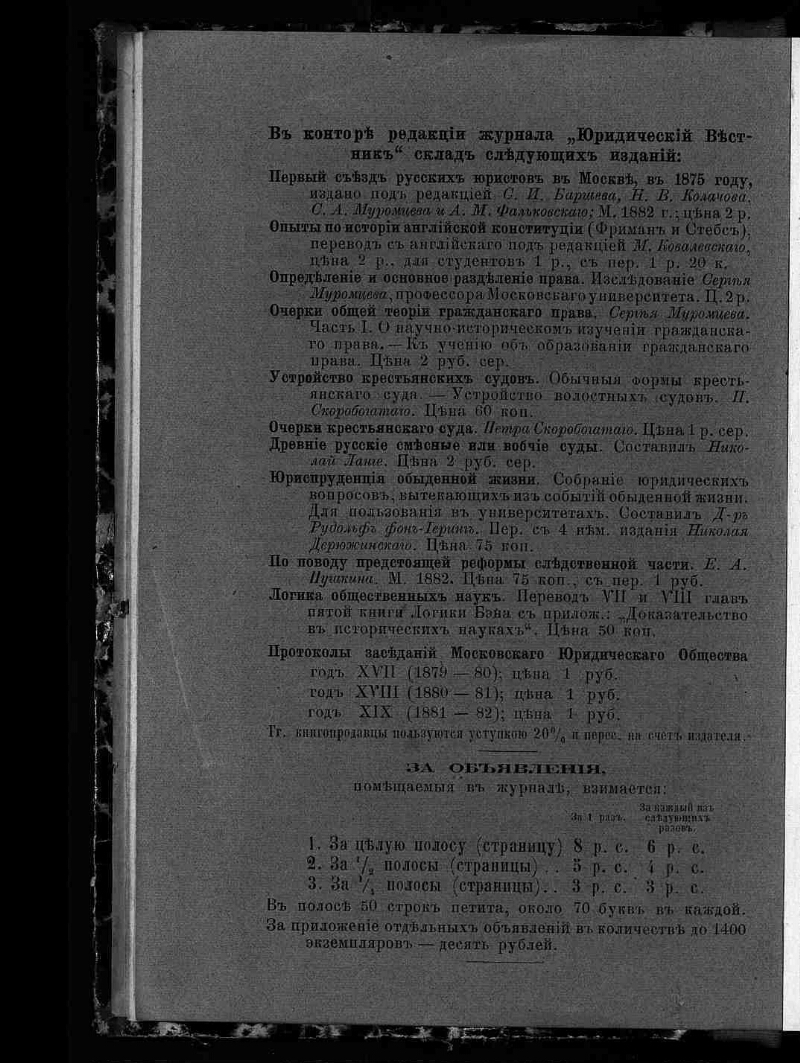 Въ конторѣ редакціи журнала „Юридическій Вѣст-
никъ“ складъ слѣдующихъ изданій:
Первый съѣздъ русскихъ юристовъ въ Москвѣ, въ 1875 году,
издано подъ редакціей С. И. Баршева, Н. В. Колачова,
С. А. Муромцева и А. М. Фальковскаго; М. 1882 г.; цѣна 2 р.
Опыты по исторіи англійской конституціи (Фриманъ и Стебсъ),
переводъ съ англійскаго подъ редакціей М. Ковалевскаго,
цѣна 2 р., для студентовъ 1 р., съ пер. 1 р. 20 к.
Опредѣленіе и основное раздѣленіе права. Изслѣдованіе Сергѣя
Муромцева, профессора Московскаго университета. Ц. 2 р.
Очерки общей теоріи гражданскаго права. Сергѣя Муромцева.
Часть I. О научно-историческомъ изученіи гражданска-
го права. — Къ ученію объ образованіи гражданскаго
права. Цѣна 2 руб. сер.
Устройство крестьянскихъ судовъ. Обычныя формы кресть-
янскаго суда. — Устройство волостныхъ судовъ. П.
Скоробогатаго. Цѣна 60 коп.
Очерки крестьянскаго суда. Петра Скоробогатаго. Цѣна 1 р. сер.
Древніе русскіе смѣсные или вобчіе суды. Составилъ Нико-
лай Ланге. Цѣна 2 руб. сер.
Юриспруденція обыденной жизни. Собраніе юридическихъ
вопросовъ, вытекающихъ изъ событій обыденной жизни.
Для пользованія въ университетахъ. Составилъ Д-ръ
Рудольфъ фонъ-Іерингъ. Пер. съ 4 нѣм. изданія Николая
Дерюжинскаго. Цѣна 75 коп.
По поводу предстоящей реформы слѣдственной части. Е. А.
Пушкина. М. 1882. Цѣна 75 коп., съ пер. 1 руб.
Логика общественныхъ наукъ. Переводъ VII и VIII главъ
пятой книги Логики Бэна съ прилож.: „Доказательство
въ историческихъ наукахъ“. Цѣна 50 коп.
Протоколы засѣданій Московскаго Юридическаго Общества
годъ XVII (1879 — 80); цѣна 1 руб.
годъ XVIII (1880 — 81); цѣна 1 руб.
годъ XIX (1881 — 82); цѣна 1 руб.
Гг. книгопродавцы пользуются уступкою 20% и перес. на счетъ издателя.
ЗА ОБЪЯВЛЕНІЯ,
помѣщаемыя въ журналѣ, взимается:
За 1 разъ. За каждый изъ
слѣдующихъ
разовъ.
1. За цѣлую полосу (страницу) 8 р. с. 6 р. с.
2. За 1/2 полосы (страницы) . . 5 р. с. 4 р. с.
3. За 1/4 полосы (страницы) . . 3 р. с. 3 р. с.
Въ полосѣ 50 строкъ петита, около 70 буквъ въ каждой.
За приложеніе отдѣльныхъ объявленій въ количествѣ до 1400
экземпляровъ — десять рублей.